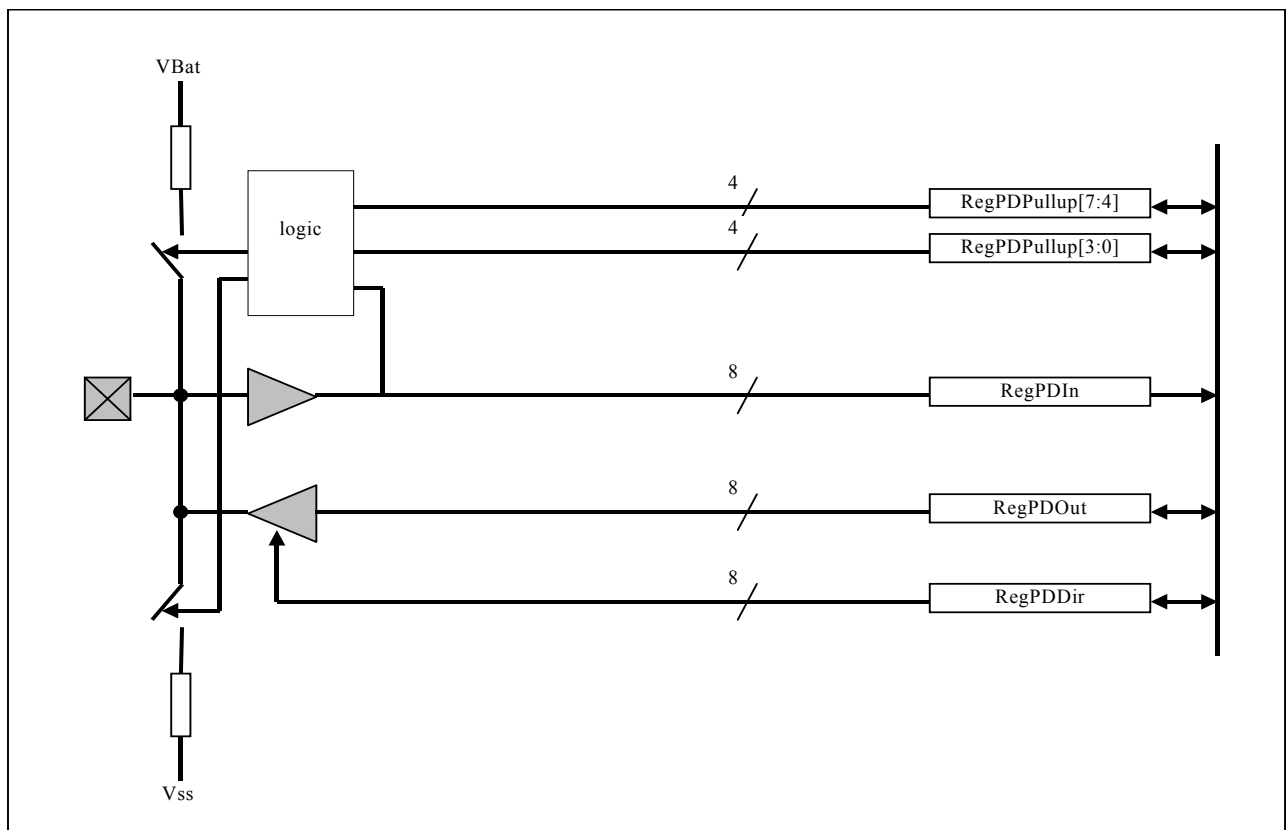 VBat
4
RegPDPullup[7:4]
logic
4
RegPDPullup[3:0]
8
RegPDIn
8
RegPDOut
8
RegPDDir
Vss